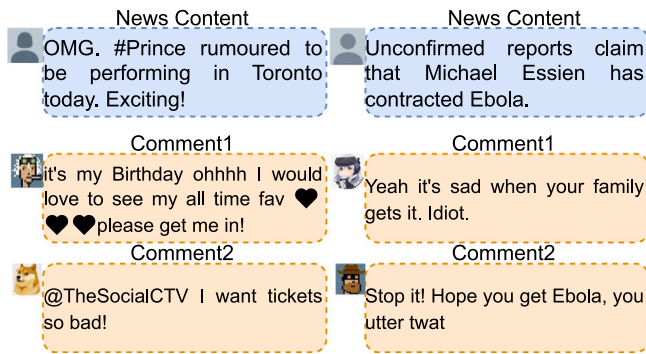 News Content
OMG. #Prince rumoured to
be performing in Toronto
today. Exciting!
Comment1
it's my Birthday ohhhh I would
love to see my all time fav 🖤
🖤 🖤please get me in!
Comment2
@TheSocialCTV I want tickets
so bad!
News Content
Unconfirmed reports claim
that Michael Essien has
contracted Ebola.
Comment1
Yeah it's sad when your family
gets it. Idiot.
Comment2
Stop it! Hope you get Ebola, you
utter twat